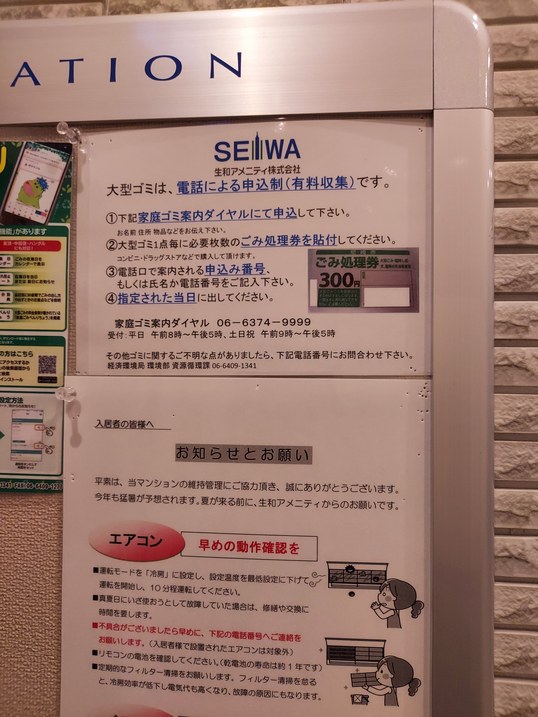 ATION
SEIWA
生和アメニティ株式会社
大型ゴミは、電話による申込制(有料収集)です。
①下記家庭ゴミ案内ダイヤルにて申込して下さい。
お名前 住所 物品などをお伝え下さい。
②大型ゴミ1点毎に必要枚数のごみ処理券を貼付してください。
コンビニ・ドラッグストアなどで購入して頂けます。
③電話口で案内される申込み番号、
もしくは氏名か電話番号をご記入下さい。
④指定された当日に出してください。
ごみ処理券
300円
家庭ゴミ案内ダイヤル 06-6374-9999
受付:平日 午前8時~午後5時、土日祝 午前9時~午後5時
その他ゴミに関するご不明な点がありましたら、下記電話番号にお問合わせ下さい。
経済環境局 環境部 資源循環課 06-6409-1341
入居者の皆様へ
お知らせとお願い
平素は、当マンションの維持管理にご協力頂き、誠にありがとうございます。
今年も猛暑が予想されます。夏が来る前に、生和アメニティからのお願いです。
エアコン
早めの動作確認を
■運転モードを「冷房」に設定し、設定温度を最低設定に下げて
運転を開始し、10分程運転してください。
■真夏日にいざ使おうとして故障していた場合は、修繕や交換に
時間を要します。
■不具合がございましたら早めに、下記の電話番号へご連絡を
お願いします。(入居者様で設置されたエアコンは対象外)
■リモコンの電池を確認してください。(乾電池の寿命は約1年です)
■定期的なフィルター清掃をお願いします。フィルター清掃を怠る
と、冷房効率が低下し電気代も高くなり、故障の原因にもなります。
機能」があります
の方はこちら
設定方法